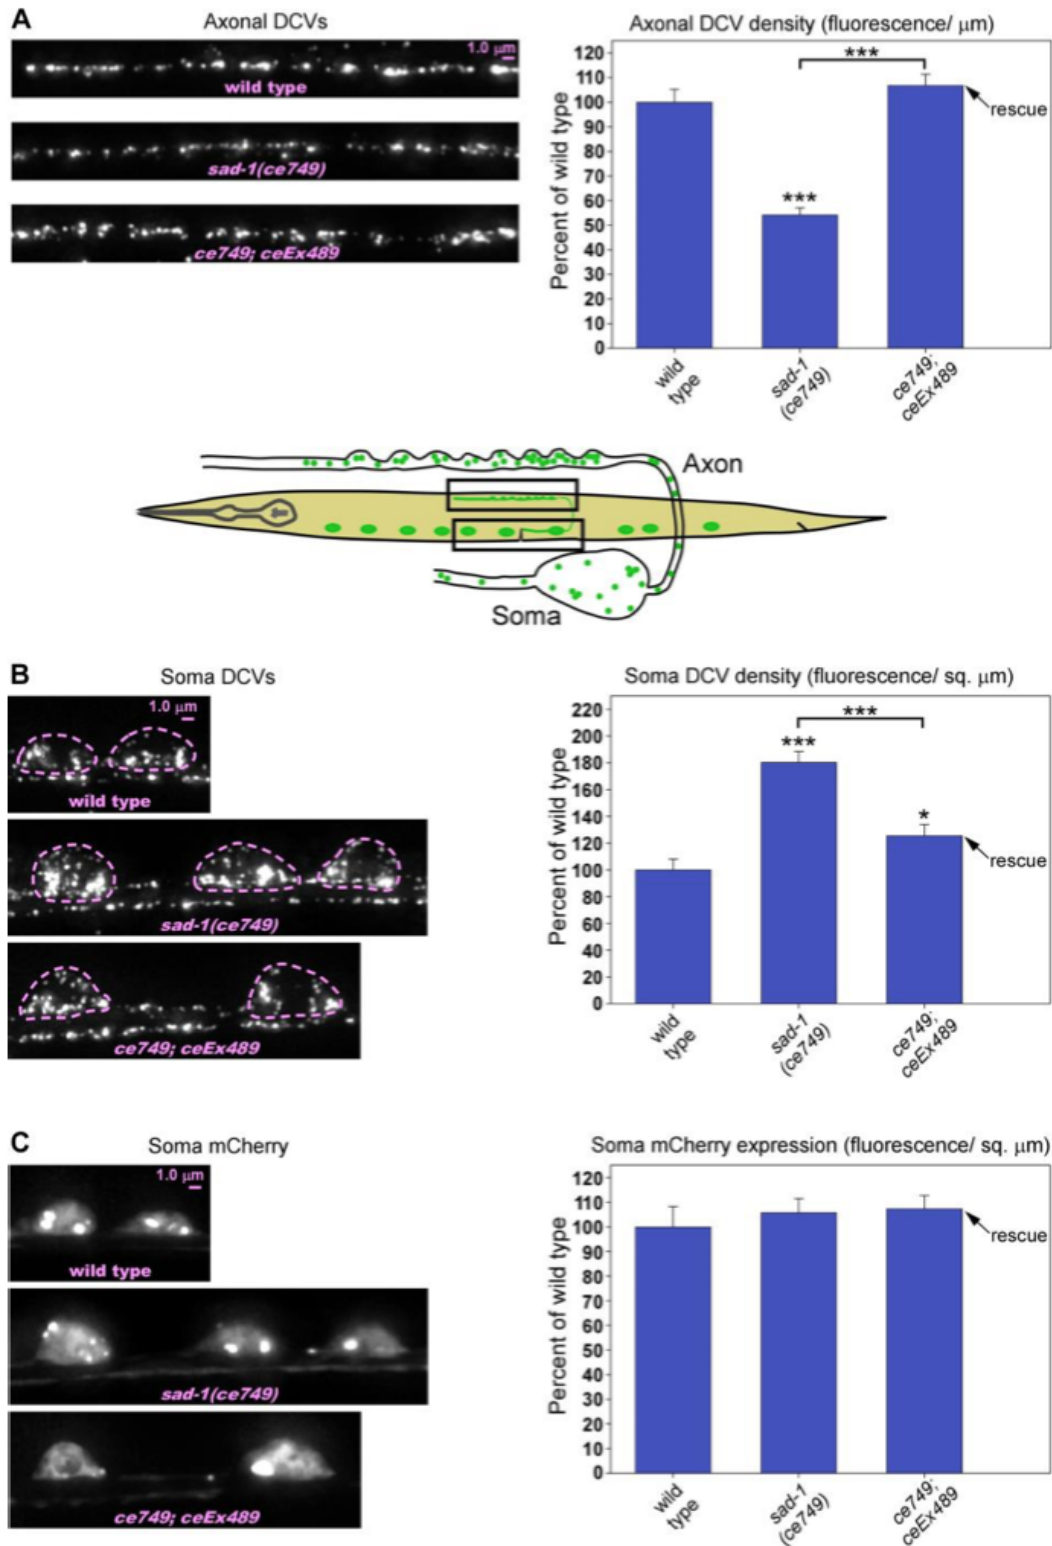 A
Axonal DCVs
1.0 μm
wild type
sad-1(ce749)
ce749; ceEx489
Axonal DCV density (fluorescence/ μm)
Percent of wild type
120
110
100
90
80
70
60
50
40
30
20
10
0
***
***
rescue
wild
type
sad-1
(ce749)
ce749;
ceEx489
Axon
Soma
B
Soma DCVs
1.0 μm
wild type
sad-1(ce749)
ce749; ceEx489
Soma DCV density (fluorescence/ sq. μm)
Percent of wild type
220
200
180
160
140
120
100
80
60
40
20
0
***
***
*
rescue
wild
type
sad-1
(ce749)
ce749;
ceEx489
C
Soma mCherry
1.0 μm
wild type
sad-1(ce749)
ce749; ceEx489
Soma mCherry expression (fluorescence/ sq. μm)
Percent of wild type
120
110
100
90
80
70
60
50
40
30
20
10
0
rescue
wild
type
sad-1
(ce749)
ce749;
ceEx489